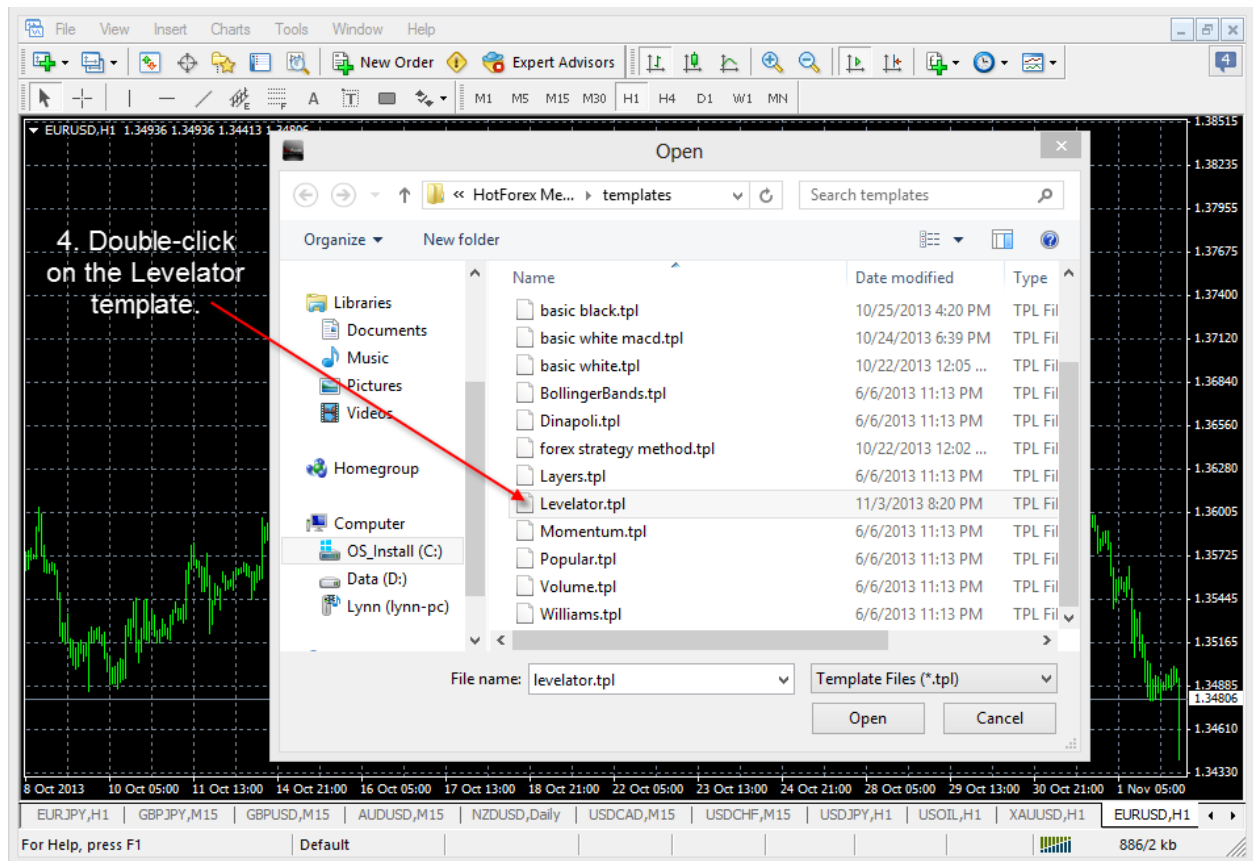 File View Insert Charts Tools Window Help
New Order Expert Advisors 4
A T M1 M5 M15 M30 H1 H4 D1 W1 MN
EURUSD,H1 1.34936 1.34936 1.34413 1.34806
1.38515
1.38235
1.37955
1.37675
1.37400
1.37120
1.36840
1.36560
1.36280
1.36005
1.35725
1.35445
1.35165
1.34885
1.34806
1.34610
1.34330
4. Double-click
on the Levelator
template.
Open
« HotForex Me... templates Search templates
Organize New folder
Libraries
Documents
Music
Pictures
Videos
Homegroup
Computer
OS_Install (C:)
Data (D:)
Lynn (lynn-pc)
Name Date modified Type
basic black.tpl 10/25/2013 4:20 PM TPL Fil
basic white macd.tpl 10/24/2013 6:39 PM TPL Fil
basic white.tpl 10/22/2013 12:05 ... TPL Fil
BollingerBands.tpl 6/6/2013 11:13 PM TPL Fil
Dinapoli.tpl 6/6/2013 11:13 PM TPL Fil
forex strategy method.tpl 10/22/2013 12:02 ... TPL Fil
Layers.tpl 6/6/2013 11:13 PM TPL Fil
Levelator.tpl 11/3/2013 8:20 PM TPL Fil
Momentum.tpl 6/6/2013 11:13 PM TPL Fil
Popular.tpl 6/6/2013 11:13 PM TPL Fil
Volume.tpl 6/6/2013 11:13 PM TPL Fil
Williams.tpl 6/6/2013 11:13 PM TPL Fil
File name: levelator.tpl Template Files (*.tpl)
Open Cancel
8 Oct 2013 10 Oct 05:00 11 Oct 13:00 14 Oct 21:00 16 Oct 05:00 17 Oct 13:00 18 Oct 21:00 22 Oct 05:00 23 Oct 13:00 24 Oct 21:00 28 Oct 05:00 29 Oct 13:00 30 Oct 21:00 1 Nov 05:00
EURJPY,H1 GBPJPY,M15 GBPUSD,M15 AUDUSD,M15 NZDUSD,Daily USDCAD,M15 USDCHF,M15 USDJPY,H1 USOIL,H1 XAUUSD,H1 EURUSD,H1
For Help, press F1 Default 886/2 kb